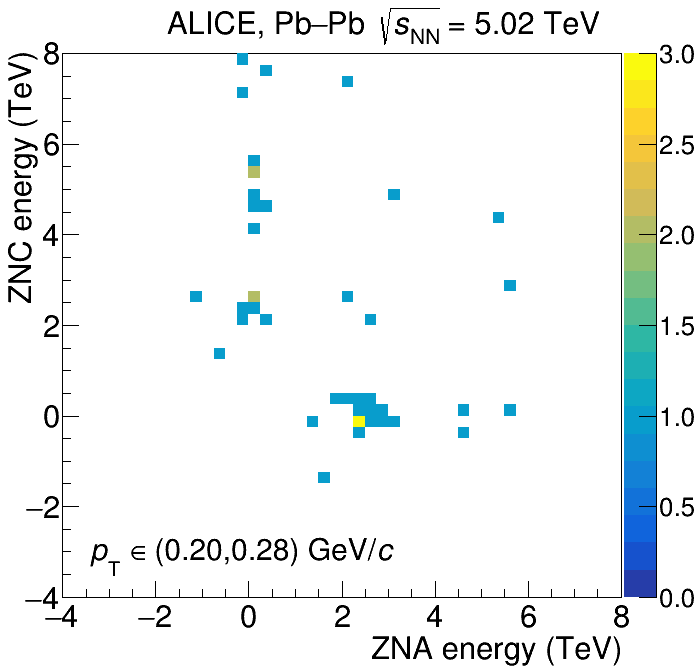 ALICE, Pb–Pb √sNN = 5.02 TeV
ZNC energy (TeV)
8
6
4
2
0
−2
−4
3.0
2.5
2.0
1.5
1.0
0.5
0.0
pT ∈ (0.20,0.28) GeV/c
−4 −2 0 2 4 6 8
ZNA energy (TeV)